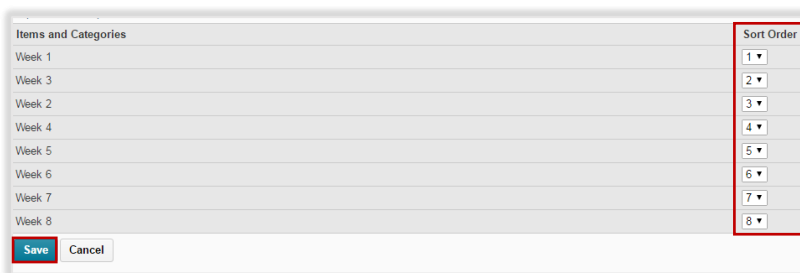 Items and Categories Sort Order
Week 1 1
Week 3 2
Week 2 3
Week 4 4
Week 5 5
Week 6 6
Week 7 7
Week 8 8
Save Cancel